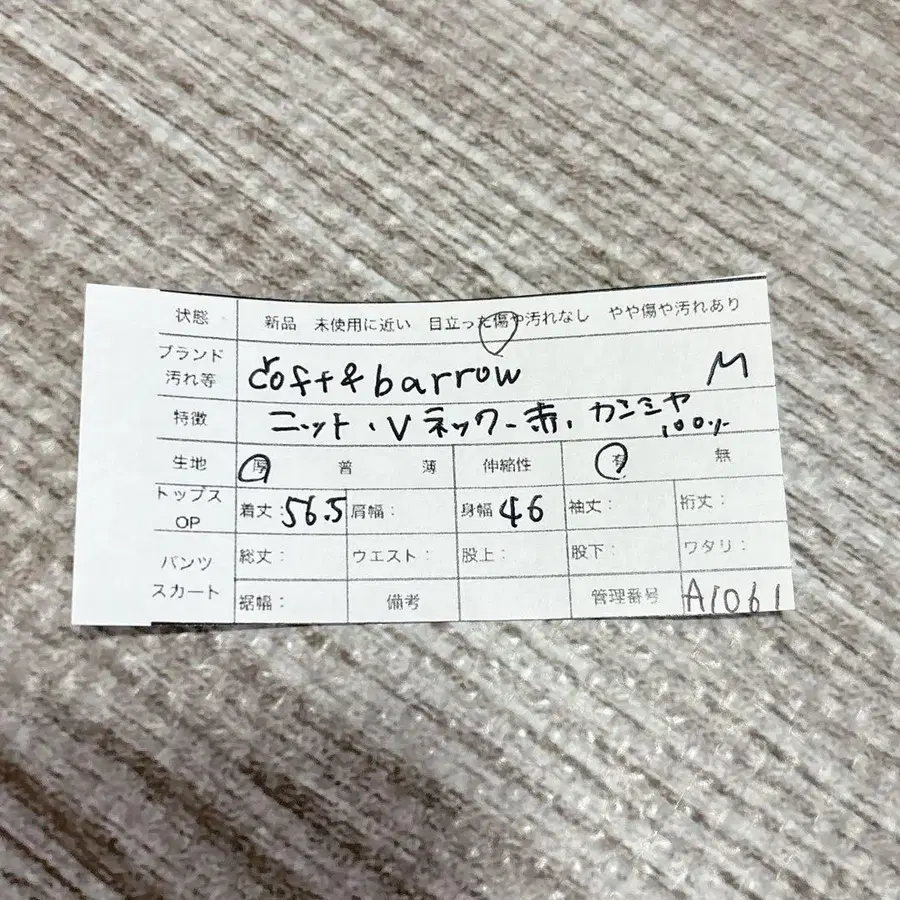 状態 新品 未使用に近い 目立った傷や汚れなし やや傷や汚れあり
ブランド
汚れ等 croft & barrow M
特徴 ニット・Vネック-赤、カシミヤ
100%
生地 厚 普 薄 伸縮性 有 無
トップス
OP 着丈：56.5 肩幅： 身幅 46 袖丈： 裄丈：
パンツ 総丈： ウエスト： 股上： 股下： ワタリ：
スカート 裾幅： 備考 管理番号 A1061